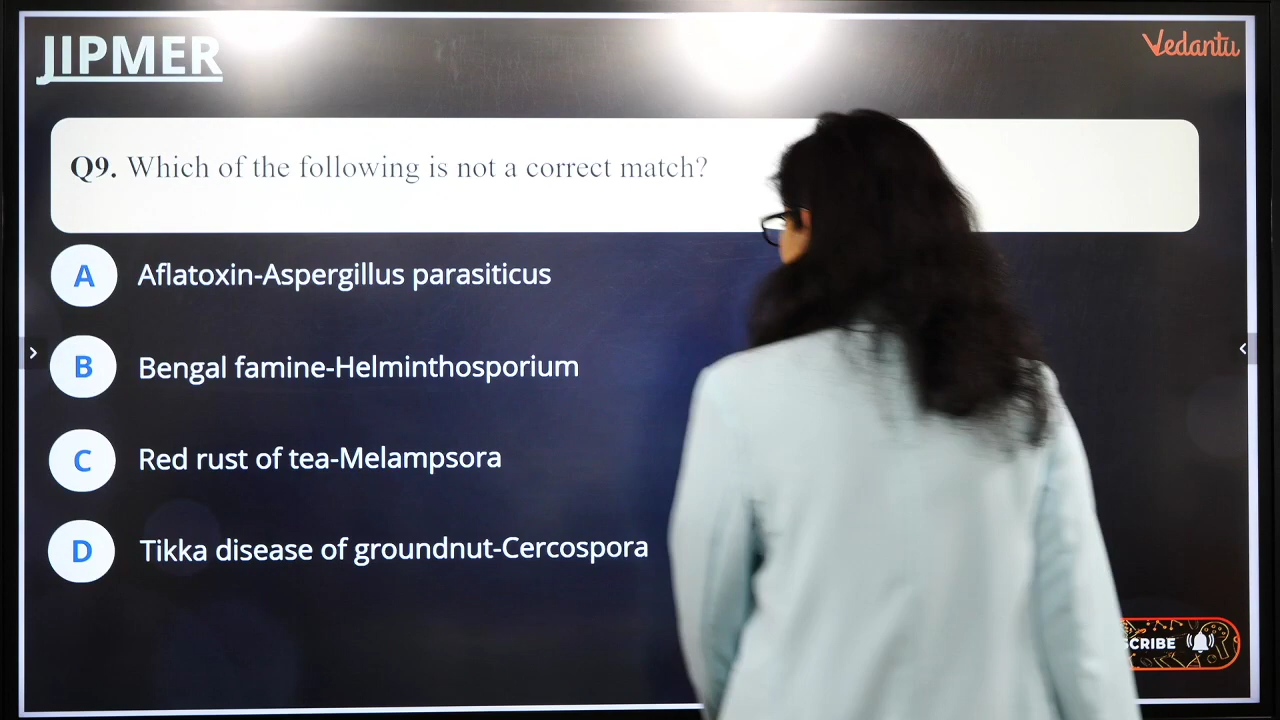 JIPMER
Vedantu
Q9. Which of the following is not a correct match?
A Aflatoxin-Aspergillus parasiticus
B Bengal famine-Helminthosporium
C Red rust of tea-Melampsora
D Tikka disease of groundnut-Cercospora
SCRIBE